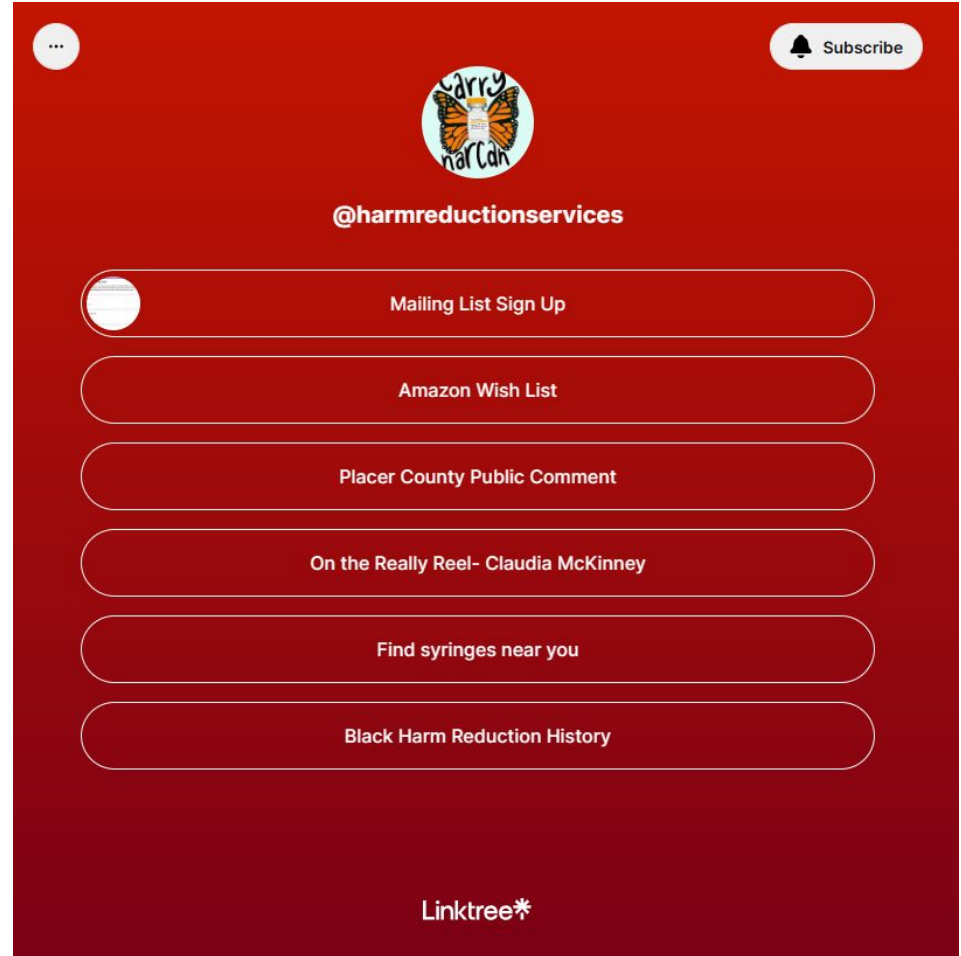 ...
Subscribe
carry
narcan
@harmreductionservices
Mailing List Sign Up
Amazon Wish List
Placer County Public Comment
On the Really Reel- Claudia McKinney
Find syringes near you
Black Harm Reduction History
Linktree*